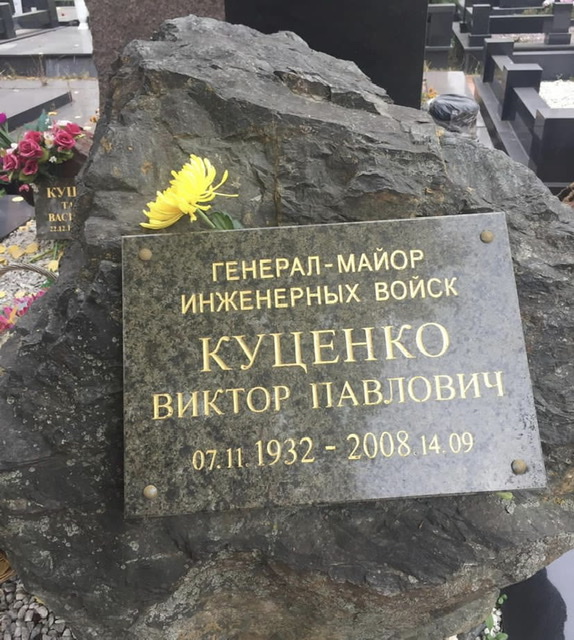 ГЕНЕРАЛ-МАЙОР
ИНЖЕНЕРНЫХ ВОЙСК
КУЦЕНКО
ВИКТОР ПАВЛОВИЧ
07.11.1932 - 2008.14.09